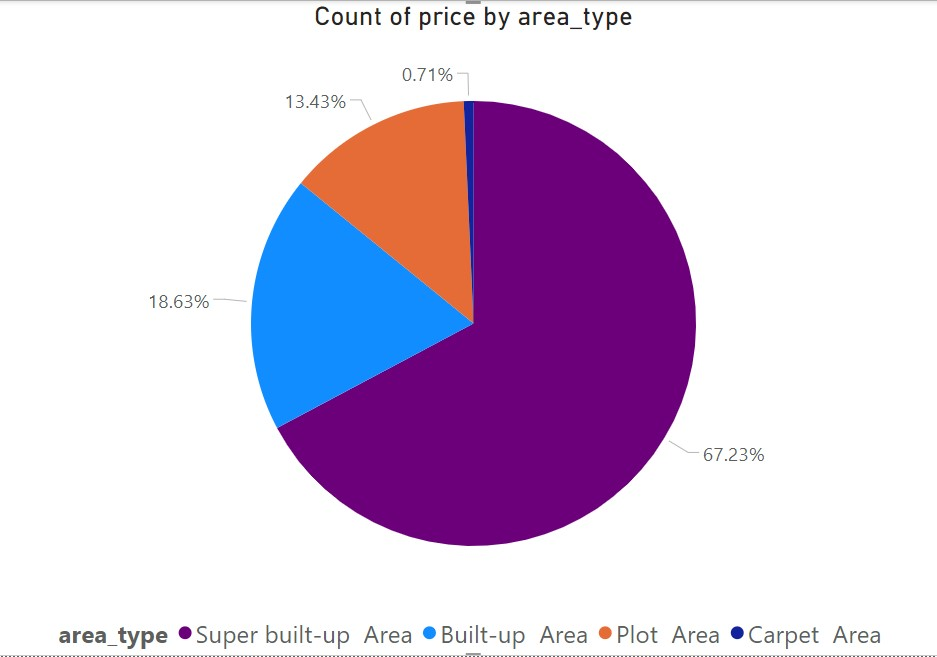 Count of price by area_type
0.71%
13.43%
18.63%
67.23%
area_type Super built-up Area Built-up Area Plot Area Carpet Area